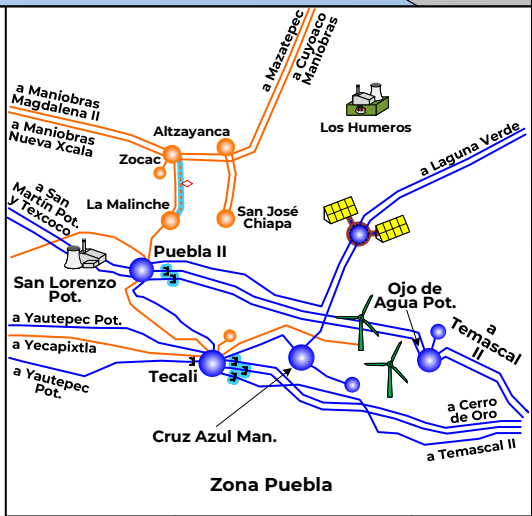 a Mazatepec
a Cuyoaco
Maniobras
a Maniobras
Magdalena II
a Maniobras
Nueva Xcala
Altzayanca
Zocac
Los Humeros
a Laguna Verde
La Malinche
San José
Chiapa
a San
Martín Pot.
y Texcoco
Puebla II
San Lorenzo
Pot.
Ojo de
Agua Pot.
a
Temascal
II
a Yautepec Pot.
a Yecapixtla
a Yautepec
Pot.
Tecali
Cruz Azul Man.
a Cerro
de Oro
a Temascal II
Zona Puebla